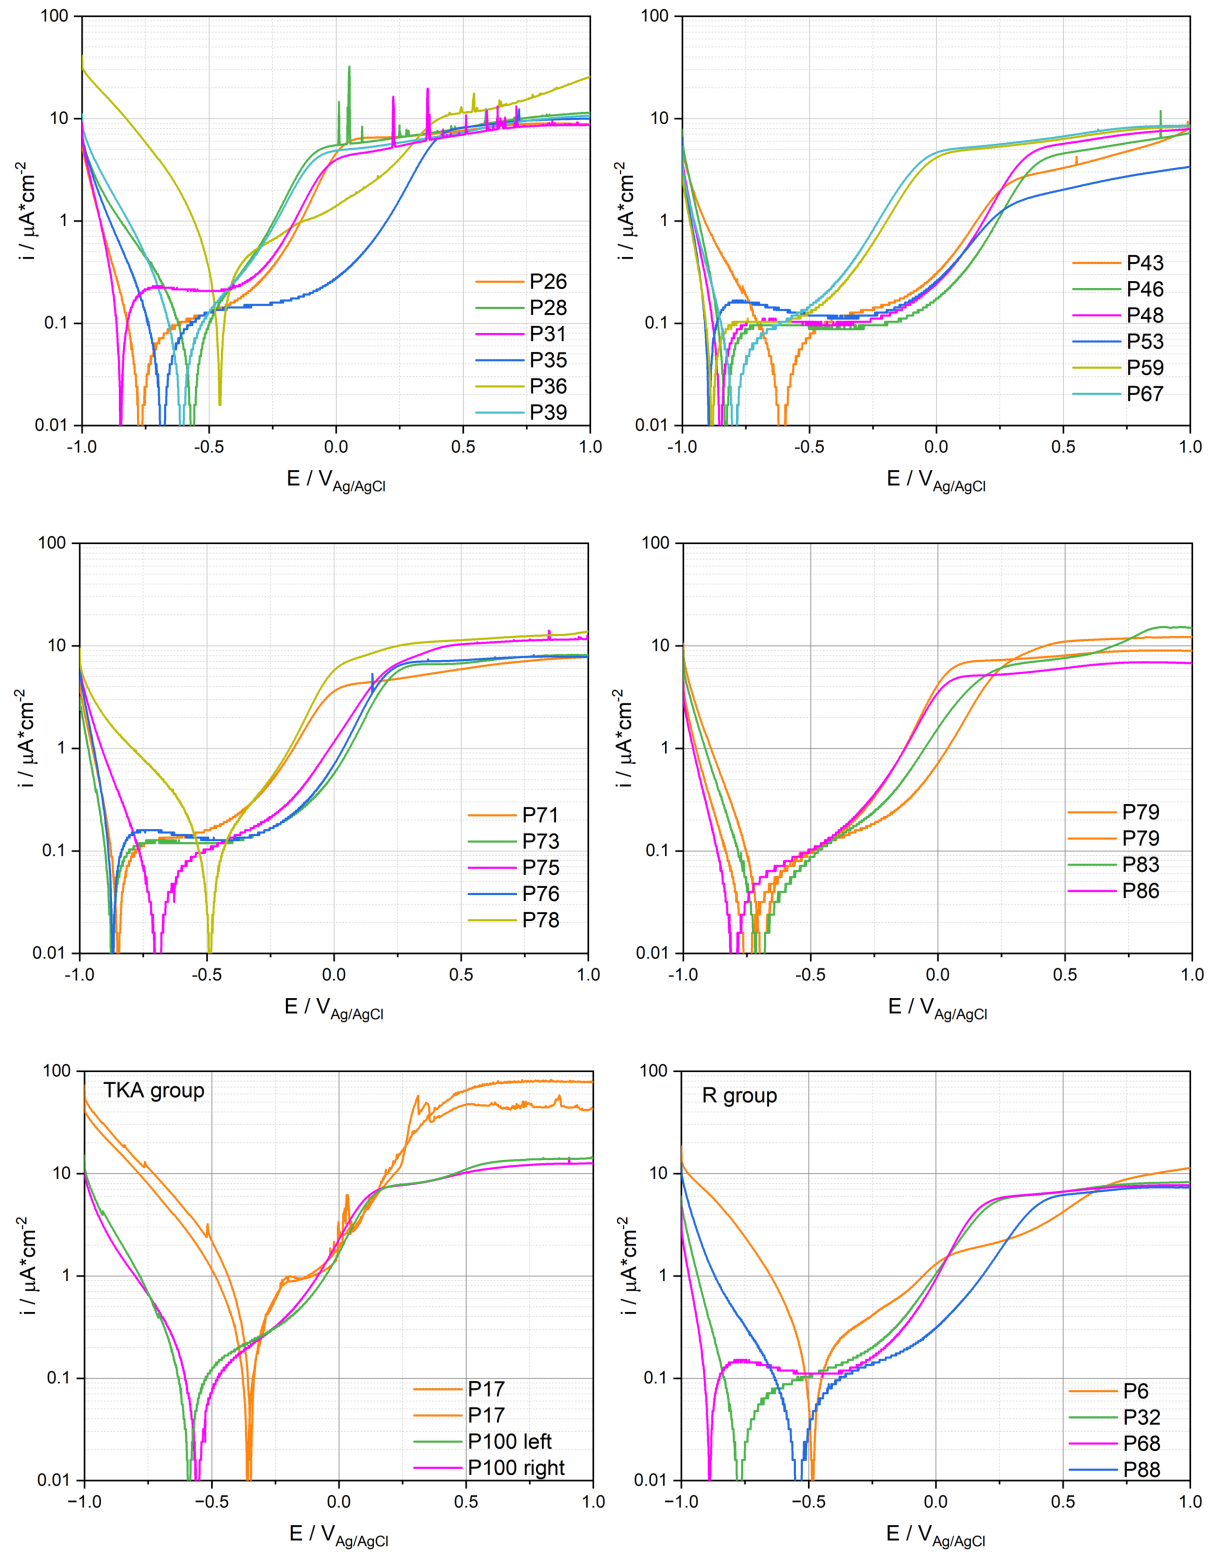 100
10
1
0.1
0.01
i / μA*cm-2
P26
P28
P31
P35
P36
P39
-1.0 -0.5 0.0 0.5 1.0
E / VAg/AgCl
100
10
1
0.1
0.01
i / μA*cm-2
P43
P46
P48
P53
P59
P67
-1.0 -0.5 0.0 0.5 1.0
E / VAg/AgCl
100
10
1
0.1
0.01
i / μA*cm-2
P71
P73
P75
P76
P78
-1.0 -0.5 0.0 0.5 1.0
E / VAg/AgCl
100
10
1
0.1
0.01
i / μA*cm-2
P79
P79
P83
P86
-1.0 -0.5 0.0 0.5 1.0
E / VAg/AgCl
TKA group
100
10
1
0.1
0.01
i / μA*cm-2
P17
P17
P100 left
P100 right
−1.0 −0.5 0.0 0.5 1.0
E / VAg/AgCl
R group
100
10
1
0.1
0.01
i / μA*cm-2
P6
P32
P68
P88
−1.0 −0.5 0.0 0.5 1.0
E / VAg/AgCl